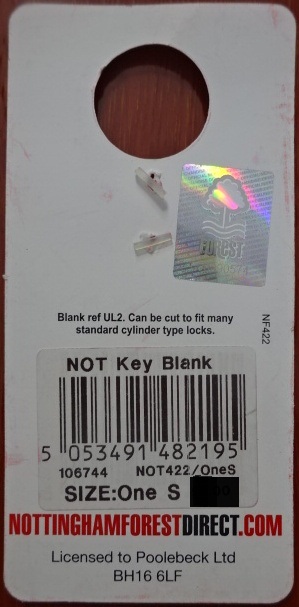 FOREST
Blank ref UL2. Can be cut to fit many
standard cylinder type locks.
NF422
NOT Key Blank
5 053491 482195
106744 NOT422/OneS
SIZE:One S
NOTTINGHAMFORESTDIRECT.COM
Licensed to Poolebeck Ltd
BH16 6LF